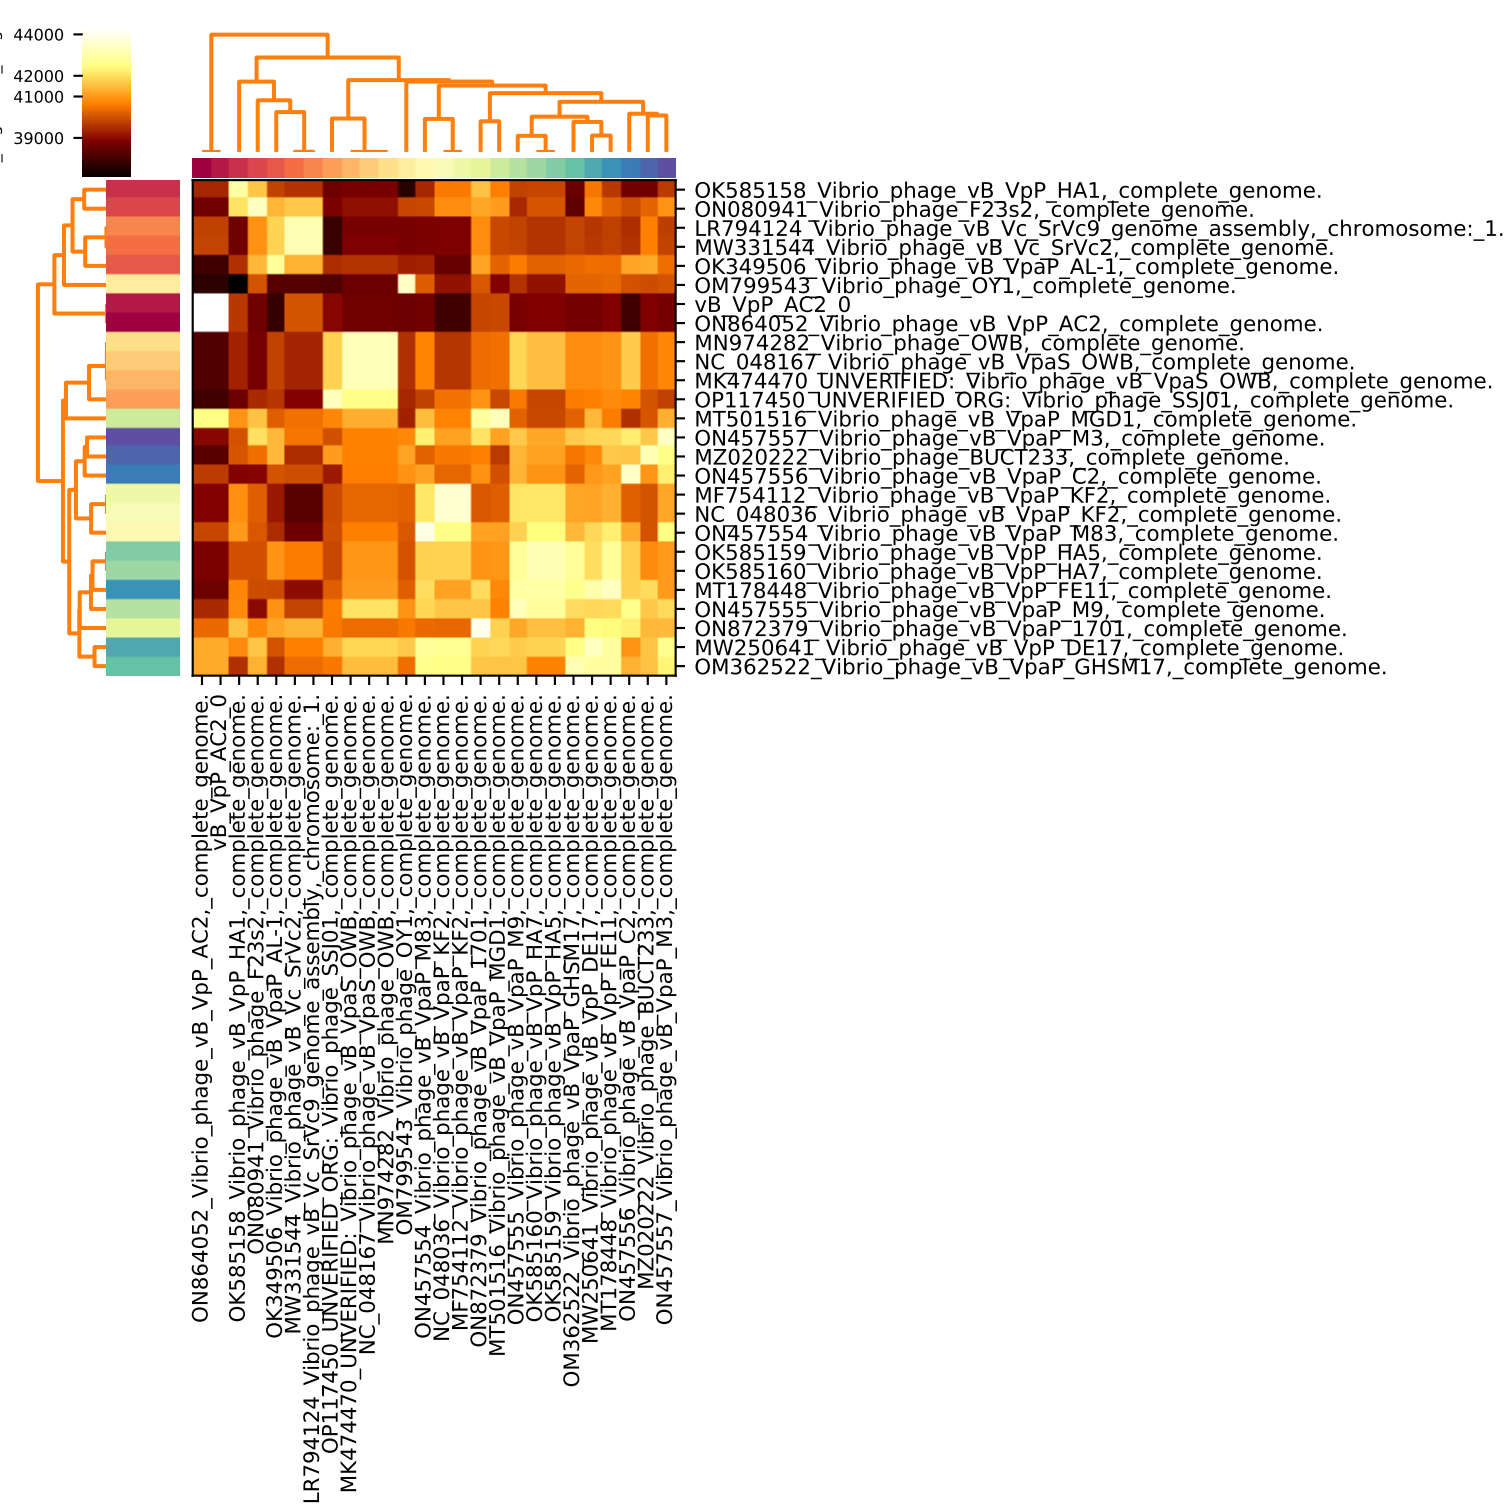 44000
42000
41000
39000
OK585158_Vibrio_phage_vB_VpP_HA1,_complete_genome.
ON080941_Vibrio_phage_F23s2,_complete_genome.
LR794124_Vibrio_phage_vB_Vc_SrVc9_genome_assembly,_chromosome:_1.
MW331544_Vibrio_phage_vB_Vc_SrVc2,_complete_genome.
OK349506_Vibrio_phage_vB_VpaP_AL-1,_complete_genome.
OM799543_Vibrio_phage_OY1,_complete_genome.
vB_VpP_AC2_0
ON864052_Vibrio_phage_vB_VpP_AC2,_complete_genome.
MN974282_Vibrio_phage_OWB,_complete_genome.
NC_048167_Vibrio_phage_vB_VpaS_OWB,_complete_genome.
MK474470_UNVERIFIED:_Vibrio_phage_vB_VpaS_OWB,_complete_genome.
OP117450_UNVERIFIED_ORG:_Vibrio_phage_SSJ01,_complete_genome.
MT501516_Vibrio_phage_vB_VpaP_MGD1,_complete_genome.
ON457557_Vibrio_phage_vB_VpaP_M3,_complete_genome.
MZ020222_Vibrio_phage_BUCT233,_complete_genome.
ON457556_Vibrio_phage_vB_VpaP_C2,_complete_genome.
MF754112_Vibrio_phage_vB_VpaP_KF2,_complete_genome.
NC_048036_Vibrio_phage_vB_VpaP_KF2,_complete_genome.
ON457554_Vibrio_phage_vB_VpaP_M83,_complete_genome.
OK585159_Vibrio_phage_vB_VpP_HA5,_complete_genome.
OK585160_Vibrio_phage_vB_VpP_HA7,_complete_genome.
MT178448_Vibrio_phage_vB_VpP_FE11,_complete_genome.
ON457555_Vibrio_phage_vB_VpaP_M9,_complete_genome.
ON872379_Vibrio_phage_vB_VpaP_1701,_complete_genome.
MW250641_Vibrio_phage_vB_VpP_DE17,_complete_genome.
OM362522_Vibrio_phage_vB_VpaP_GHSM17,_complete_genome.
ON864052_Vibrio_phage_vB_VpP_AC2,_complete_genome.
vB_VpP_AC2_0
OK585158_Vibrio_phage_vB_VpP_HA1,_complete_genome.
ON080941_Vibrio_phage_F23s2,_complete_genome.
OK349506_Vibrio_phage_vB_VpaP_AL-1,_complete_genome.
MW331544_Vibrio_phage_vB_Vc_SrVc2,_complete_genome.
LR794124_Vibrio_phage_vB_Vc_SrVc9_genome_assembly,_chromosome:_1.
OP117450_UNVERIFIED_ORG:_Vibrio_phage_SSJ01,_complete_genome.
MK474470_UNVERIFIED:_Vibrio_phage_vB_VpaS_OWB,_complete_genome.
NC_048167_Vibrio_phage_vB_VpaS_OWB,_complete_genome.
MN974282_Vibrio_phage_OWB,_complete_genome.
OM799543_Vibrio_phage_OY1,_complete_genome.
ON457554_Vibrio_phage_vB_VpaP_M83,_complete_genome.
NC_048036_Vibrio_phage_vB_VpaP_KF2,_complete_genome.
MF754112_Vibrio_phage_vB_VpaP_KF2,_complete_genome.
ON872379_Vibrio_phage_vB_VpaP_1701,_complete_genome.
MT501516_Vibrio_phage_vB_VpaP_MGD1,_complete_genome.
ON457555_Vibrio_phage_vB_VpaP_M9,_complete_genome.
OK585160_Vibrio_phage_vB_VpP_HA7,_complete_genome.
OK585159_Vibrio_phage_vB_VpP_HA5,_complete_genome.
OM362522_Vibrio_phage_vB_VpaP_GHSM17,_complete_genome.
MW250641_Vibrio_phage_vB_VpP_DE17,_complete_genome.
MT178448_Vibrio_phage_vB_VpP_FE11,_complete_genome.
ON457556_Vibrio_phage_vB_VpaP_C2,_complete_genome.
MZ020222_Vibrio_phage_BUCT233,_complete_genome.
ON457557_Vibrio_phage_vB_VpaP_M3,_complete_genome.